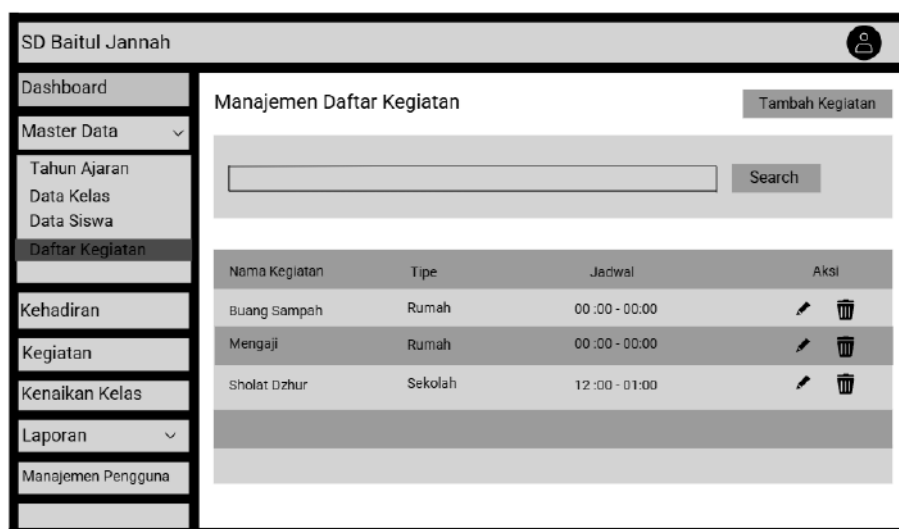 SD Baitul Jannah
Dashboard
Master Data
Tahun Ajaran
Data Kelas
Data Siswa
Daftar Kegiatan
Kehadiran
Kegiatan
Kenaikan Kelas
Laporan
Manajemen Pengguna
Manajemen Daftar Kegiatan
Tambah Kegiatan
Search
Nama Kegiatan Tipe Jadwal Aksi
Buang Sampah Rumah 00 :00 - 00:00
Mengaji Rumah 00 :00 - 00:00
Sholat Dzhur Sekolah 12 :00 - 01:00